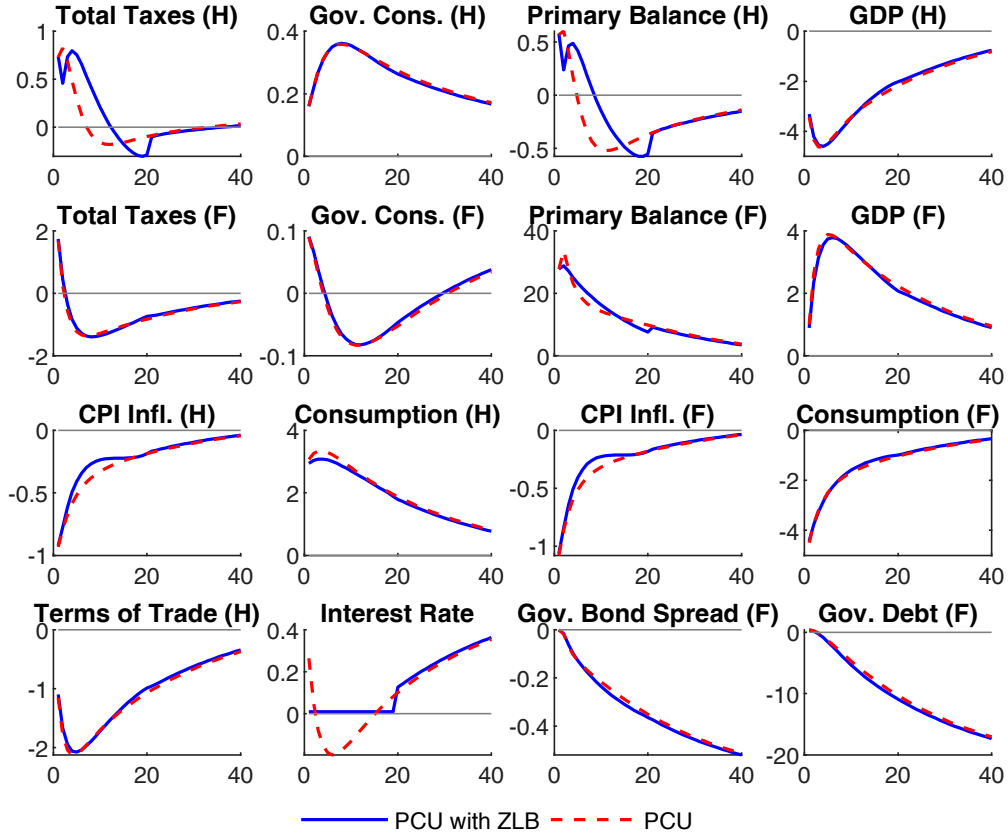 Total Taxes (H) Gov. Cons. (H) Primary Balance (H) GDP (H)
1 0.4 0.5 0
0.5 0.2 0 -2
0 0 -0.5 -4
0 20 40 0 20 40 0 20 40 0 20 40
Total Taxes (F) Gov. Cons. (F) Primary Balance (F) GDP (F)
2 0.1 40 4
0 0 20 2
-2 -0.1 0 0
0 20 40 0 20 40 0 20 40 0 20 40
CPI Infl. (H) Consumption (H) CPI Infl. (F) Consumption (F)
0 4 0 0
-0.5 2 -0.5 -2
-1 0 -1 -4
0 20 40 0 20 40 0 20 40 0 20 40
Terms of Trade (H) Interest Rate Gov. Bond Spread (F) Gov. Debt (F)
0 0.4 0 0
-1 0.2 -0.2 -10
-2 0 -0.4 -20
0 20 40 0 20 40 0 20 40 0 20 40
PCU with ZLB PCU